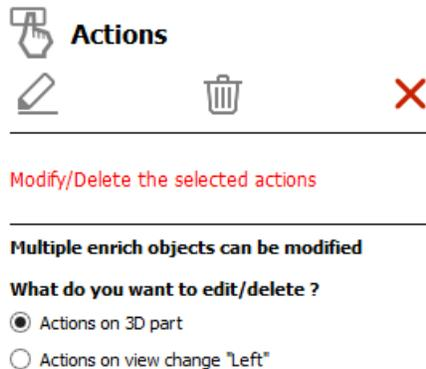 Actions
Modify/Delete the selected actions
Multiple enrich objects can be modified
What do you want to edit/delete ?
Actions on 3D part
Actions on view change "Left"